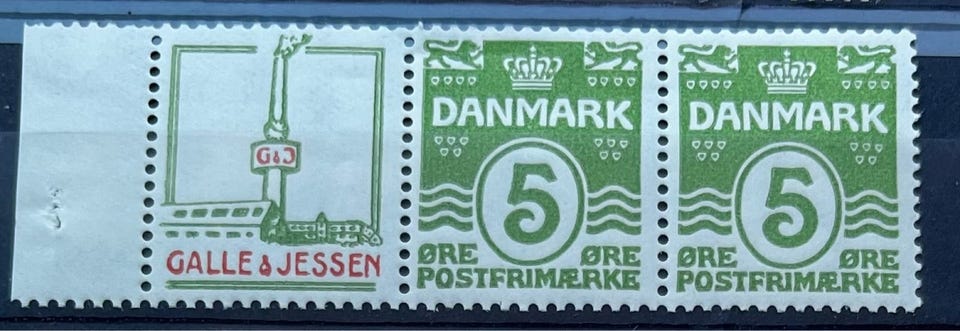 G&J
GALLE & JESSEN
DANMARK
5
ØRE ØRE
POSTFRIMÆRKE
DANMARK
5
ØRE ØRE
POSTFRIMÆRKE